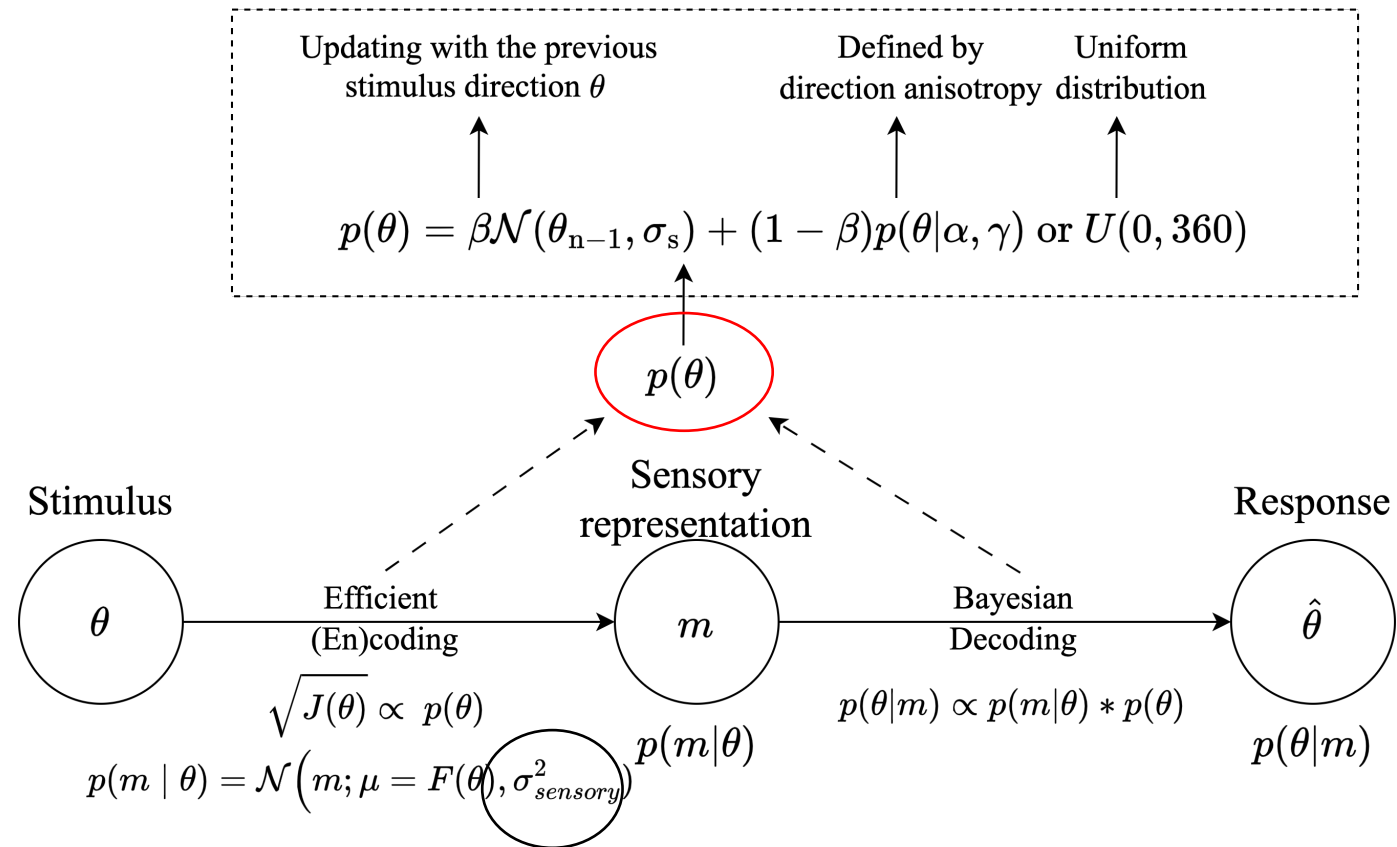 Updating with the previous
stimulus direction θ
Defined by
direction anisotropy
Uniform
distribution
p(θ) = β𝒩(θₙ₋₁, σₛ) + (1 − β)p(θ|α, γ) or U(0, 360)
p(θ)
Stimulus
θ
Efficient
(En)coding
√J(θ) ∝ p(θ)
p(m | θ) = 𝒩(m; μ = F(θ), σ²_sensory)
Sensory
representation
m
p(m|θ)
Bayesian
Decoding
p(θ|m) ∝ p(m|θ) * p(θ)
Response
θ̂
p(θ|m)